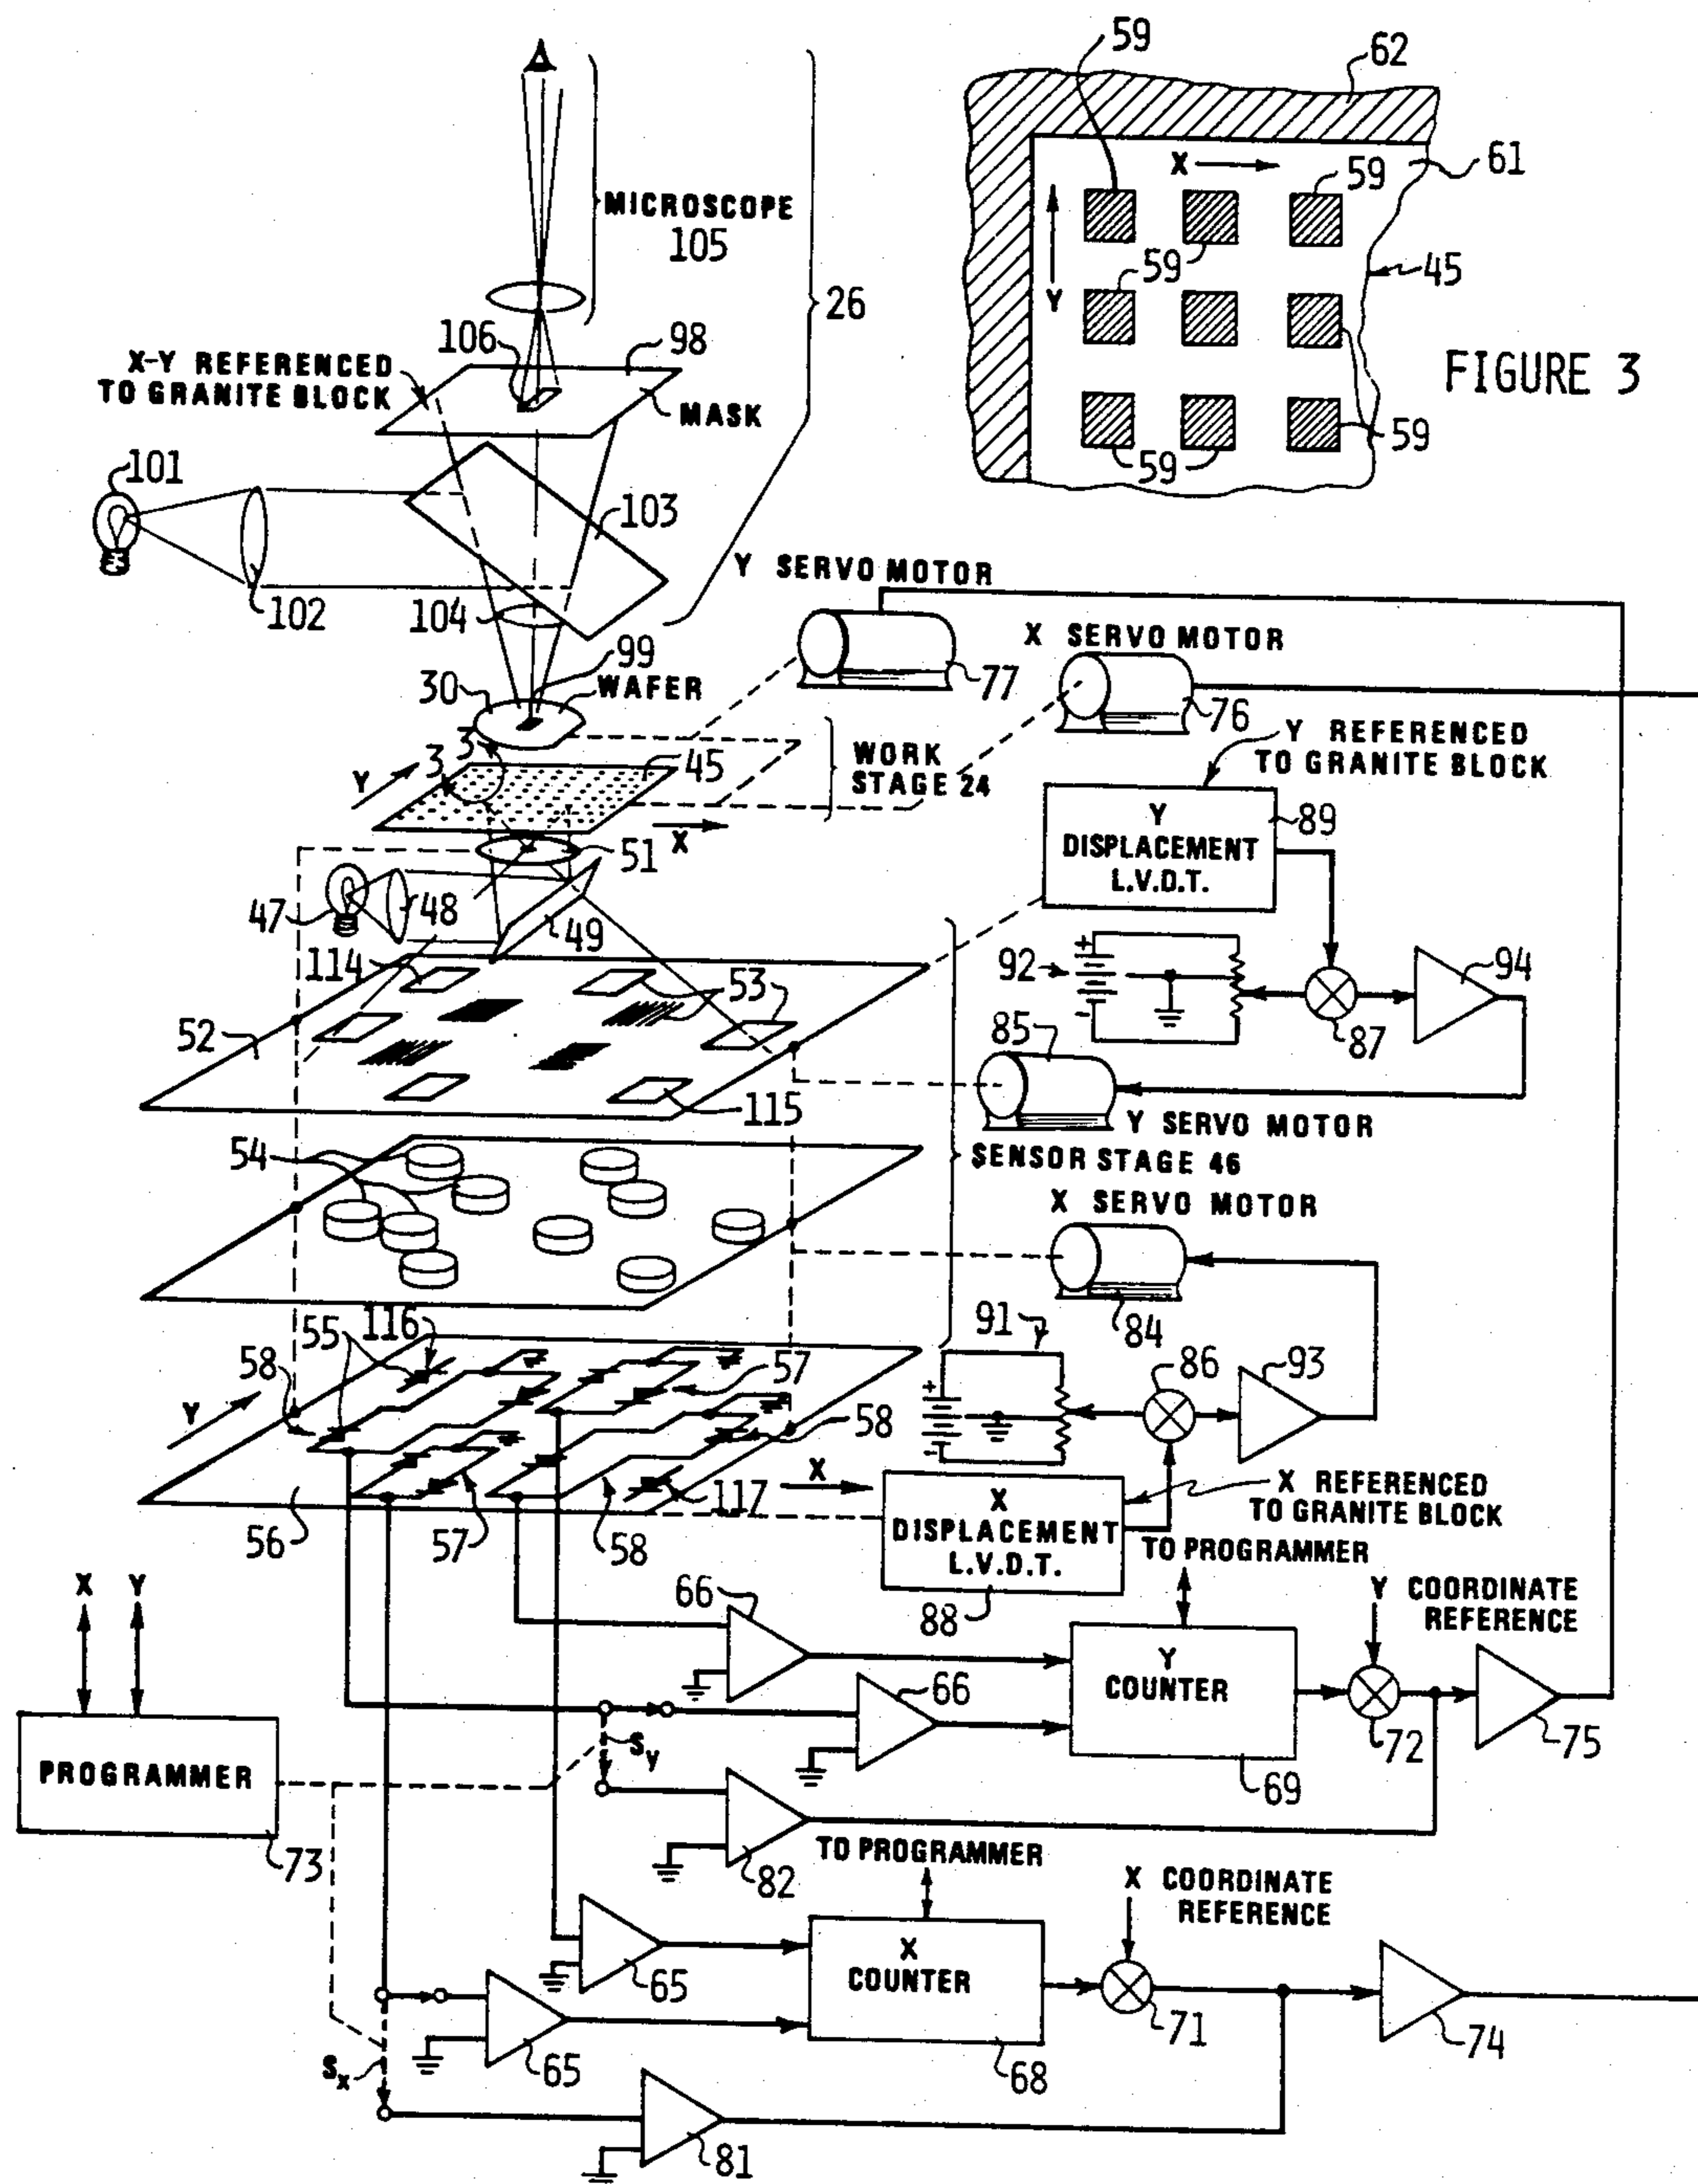 59
62
X
61
59
Y
59
45
59
59
59
FIGURE 3
MICROSCOPE
105
26
106
98
X-Y REFERENCED
TO GRANITE BLOCK
MASK
101
103
102
104
Y SERVO MOTOR
77
X SERVO MOTOR
76
99
30
WAFER
3
3
Y
45
WORK
STAGE 24
X
51
Y REFERENCED
TO GRANITE BLOCK
Y
DISPLACEMENT
L.V.D.T.
89
47
48
49
114
53
52
115
92
+
-
87
94
85
Y SERVO MOTOR
SENSOR STAGE 46
54
X SERVO MOTOR
84
55
116
58
57
58
Y
117
X
56
57
58
91
+
-
86
93
X
DISPLACEMENT
L.V.D.T.
88
X REFERENCED
TO GRANITE BLOCK
TO PROGRAMMER
X Y
PROGRAMMER
73
66
66
Y
COUNTER
69
Y COORDINATE
REFERENCE
72
75
Sy
82
TO PROGRAMMER
X COORDINATE
REFERENCE
65
65
X
COUNTER
68
71
74
Sx
81